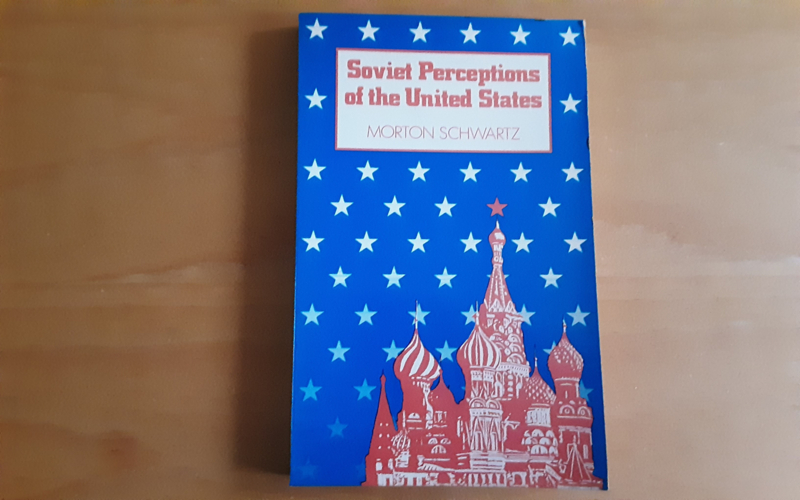 Soviet Perceptions
of the United States
MORTON SCHWARTZ